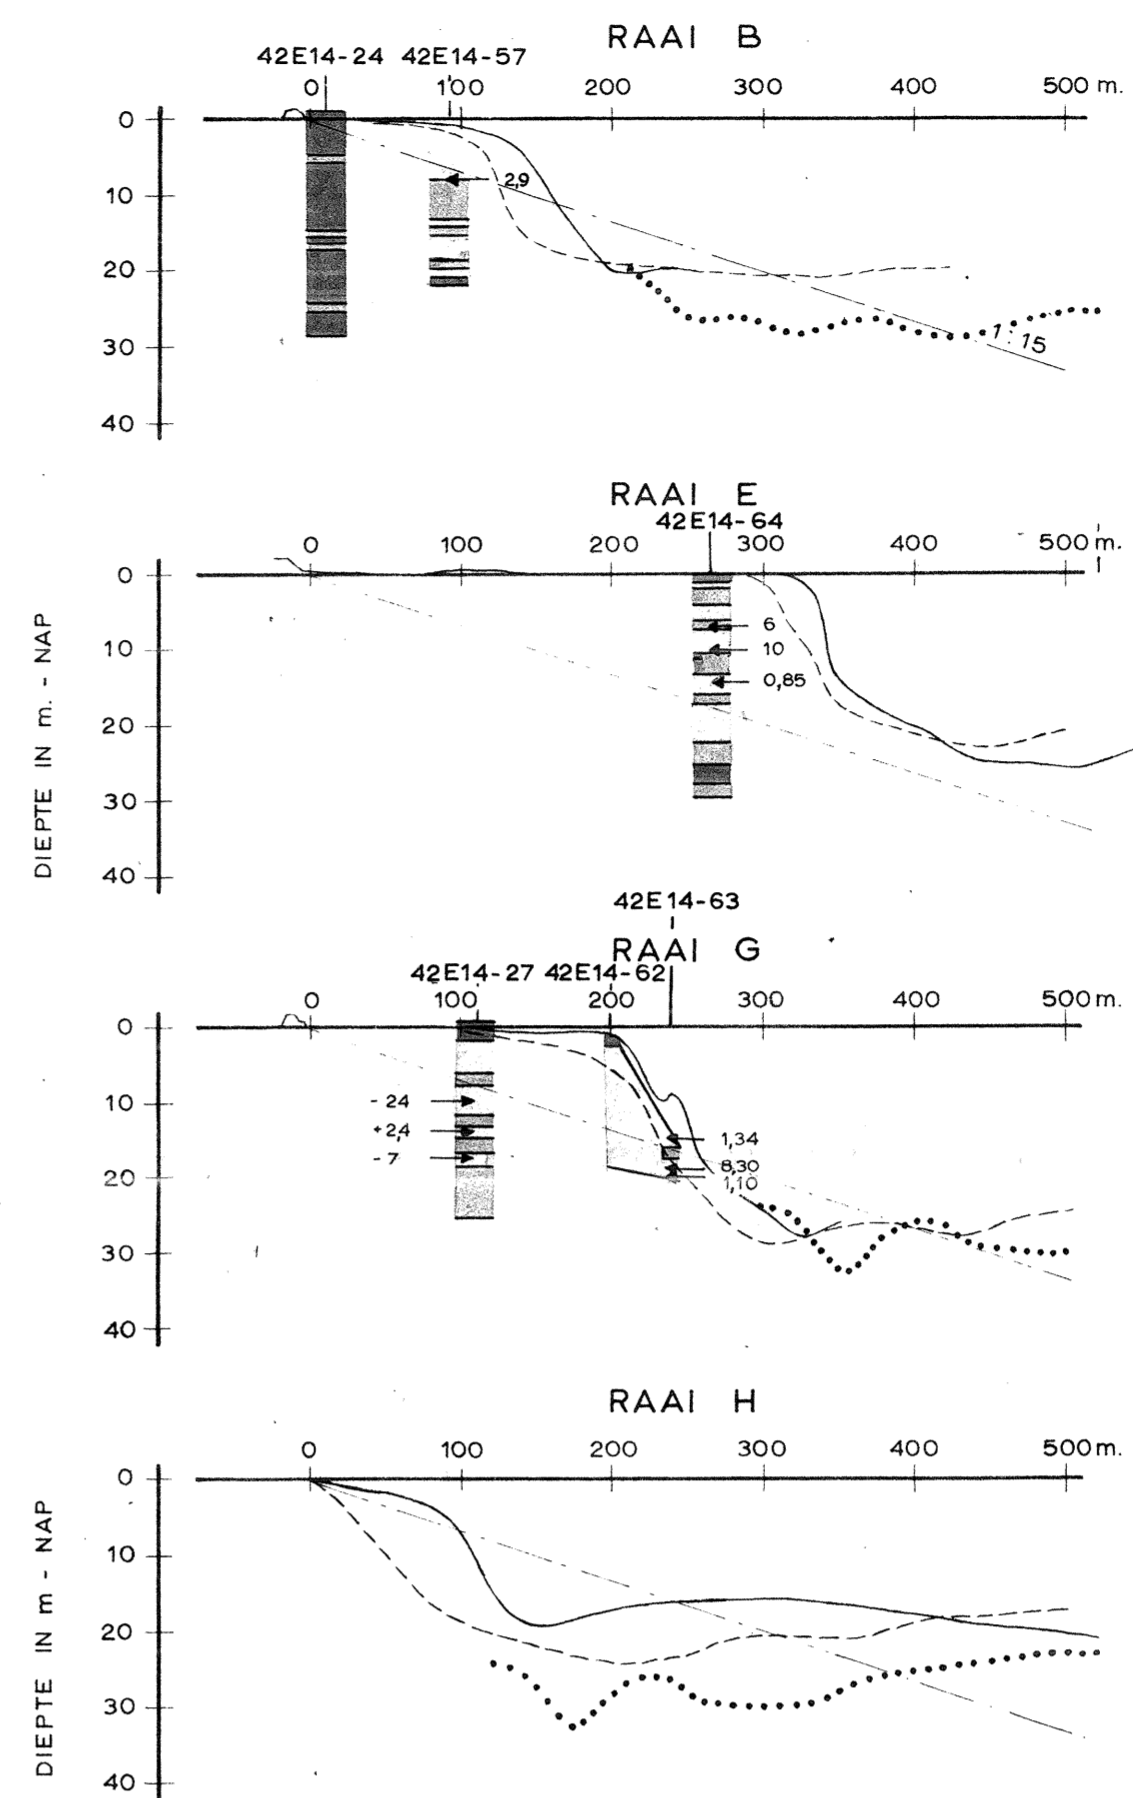 RAAI B
42E14-24 42E14-57
0 100 200 300 400 500 m.
0
2,9
10
20
30
1:15
40
RAAI E
42E14-64
0 100 200 300 400 500 m.
0
6
10
10
0,85
20
30
40
DIEPTE IN m. - NAP
42E14-63
RAAI G
42E14-27 42E14-62
0 100 200 300 400 500 m.
0
- 24
10
+2,4
1,34
- 7
8,30
20
1,10
30
40
RAAI H
0 100 200 300 400 500 m.
0
10
20
30
40
DIEPTE IN m - NAP